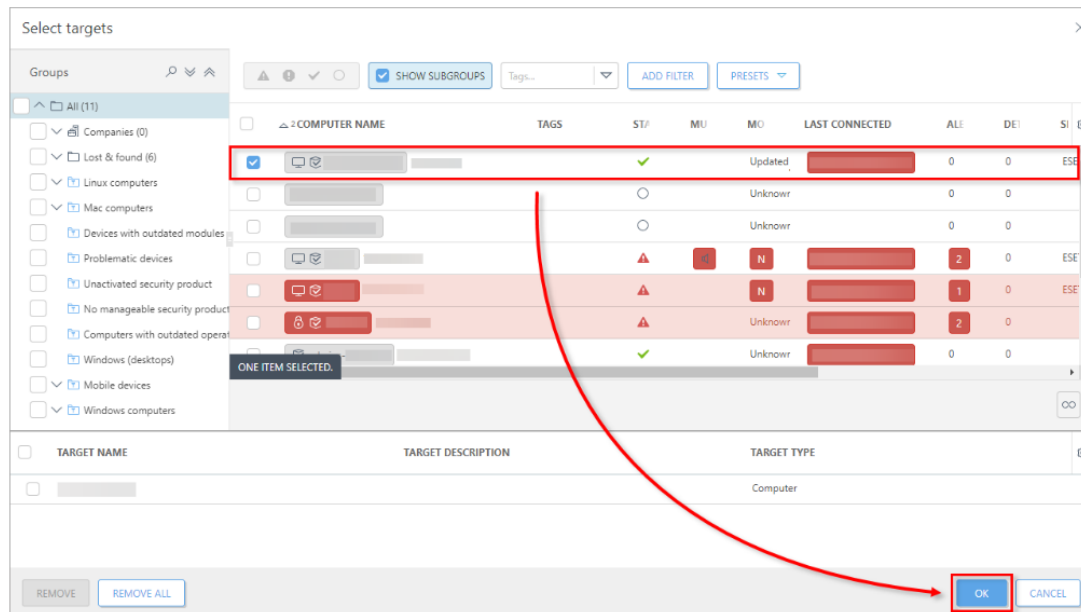 Select targets
Groups
SHOW SUBGROUPS
Tags...
ADD FILTER
PRESETS
All (11)
Companies (0)
Lost & found (6)
Linux computers
Mac computers
Devices with outdated modules
Problematic devices
Unactivated security product
No manageable security product
Computers with outdated operat
Windows (desktops)
Mobile devices
Windows computers
2 COMPUTER NAME TAGS STA MU MO LAST CONNECTED ALE DET SE
Updated 0 0 ESE
Unknowr 0 0
Unknowr 0 0
N 2 0 ESE
N 1 0 ESE
Unknowr 2 0
Unknowr 0 0
ONE ITEM SELECTED.
TARGET NAME TARGET DESCRIPTION TARGET TYPE
Computer
REMOVE REMOVE ALL OK CANCEL